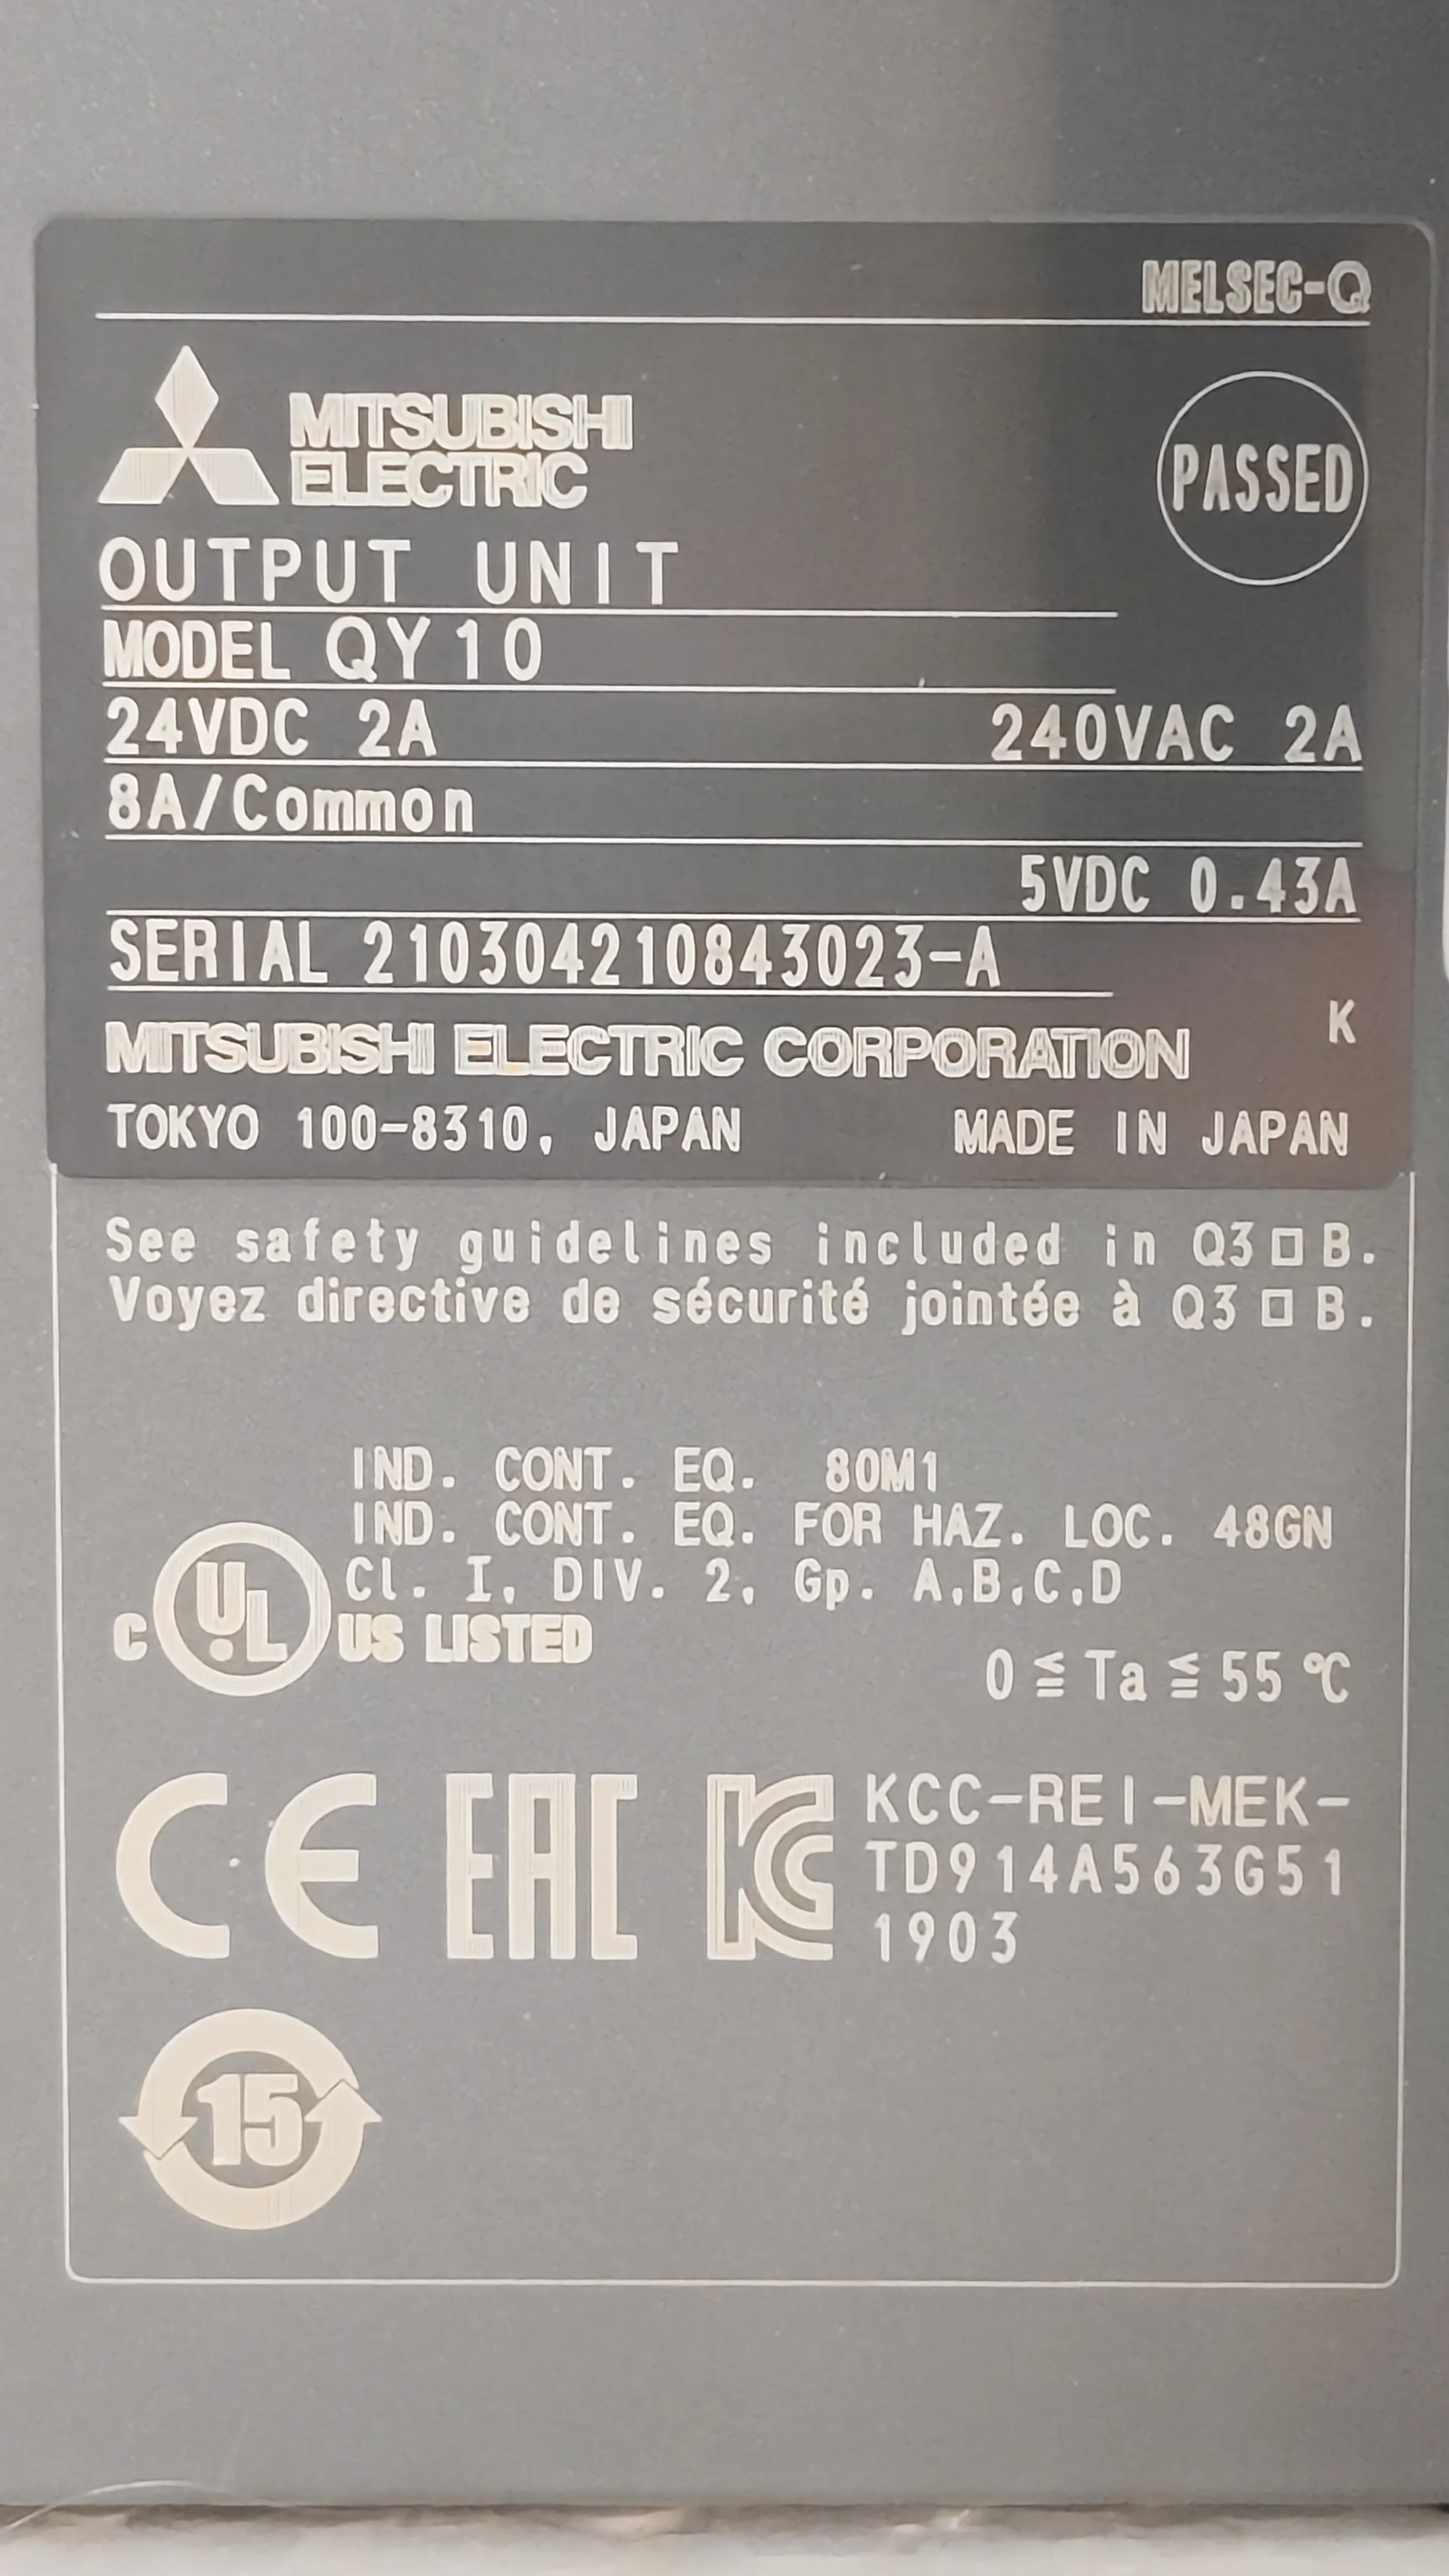 MELSEC-Q
MITSUBISHI
ELECTRIC
PASSED
OUTPUT UNIT
MODEL QY10
24VDC 2A 240VAC 2A
8A/Common
5VDC 0.43A
SERIAL 210304210843023-A
K
MITSUBISHI ELECTRIC CORPORATION
TOKYO 100-8310, JAPAN MADE IN JAPAN
See safety guidelines included in Q3□B.
Voyez directive de sécurité jointée à Q3□B.
IND. CONT. EQ. 80M1
IND. CONT. EQ. FOR HAZ. LOC. 48GN
Cl. I, DIV. 2, Gp. A,B,C,D
C UL US LISTED
0≦Ta≦55℃
CE EAC KC KCC-REI-MEK-
TD914A563G51
1903
15